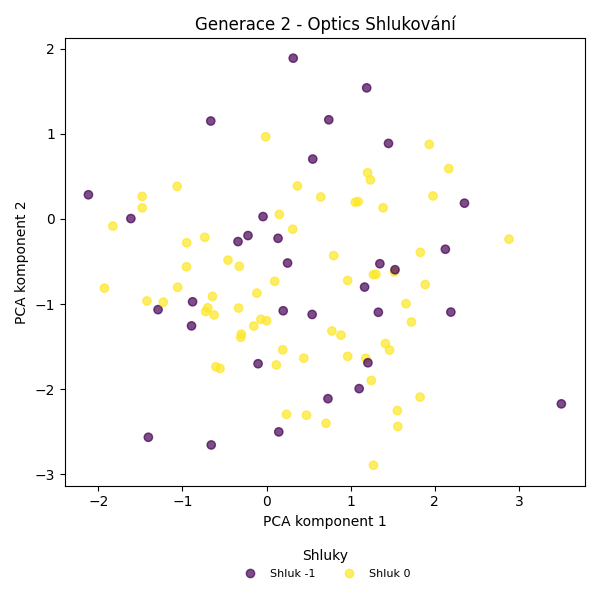 Generace 2 - Optics Shlukování
2
1
0
−1
−2
−3
PCA komponent 2
−2
−1
0
1
2
3
PCA komponent 1
Shluky
Shluk -1
Shluk 0